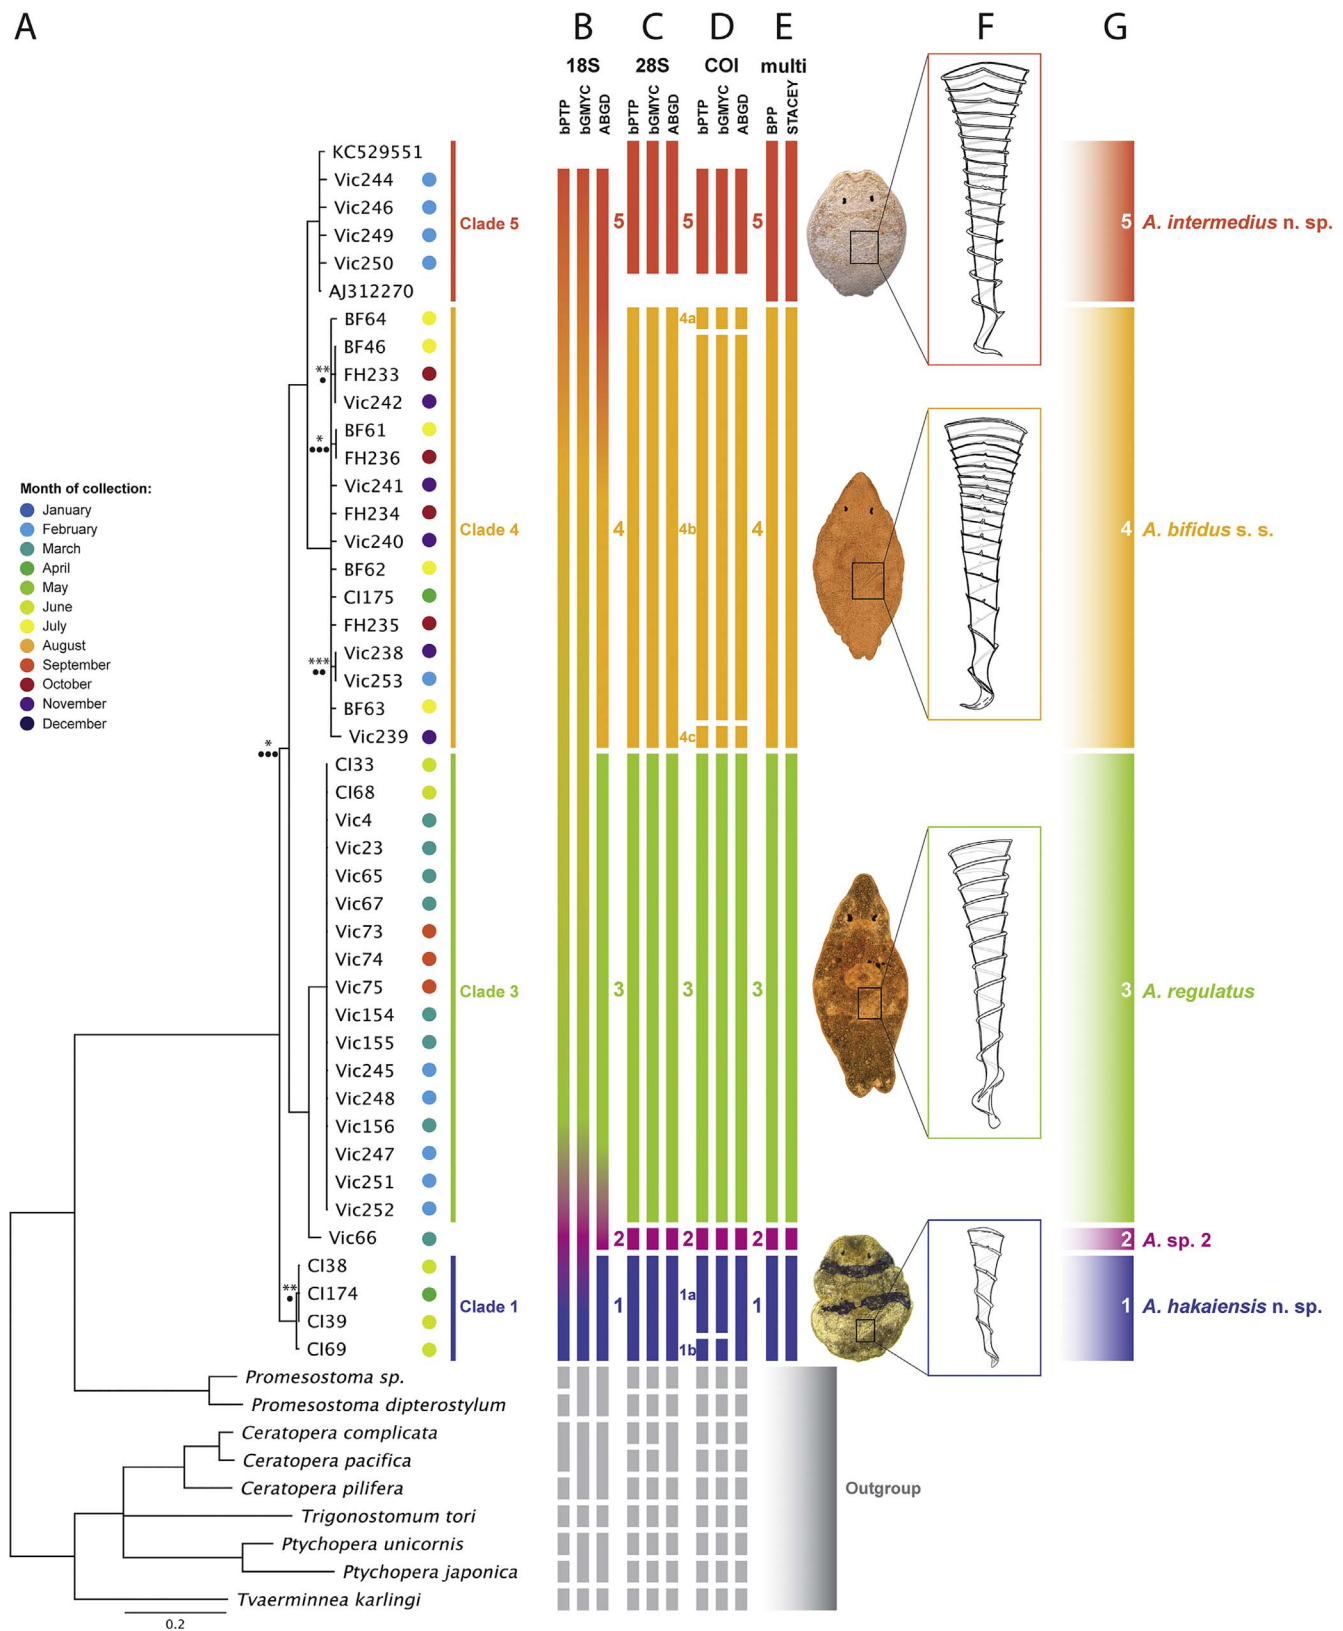 A
B
C
D
E
F
G
18S
28S
COI
multi
bPTP
bGMYC
ABGD
bPTP
bGMYC
ABGD
bPTP
bGMYC
ABGD
BPP
STACEY
KC529551
Vic244
Vic246
Vic249
Vic250
AJ312270
Clade 5
5
5
5
5 A. intermedius n. sp.
BF64
BF46
FH233
Vic242
BF61
FH236
Vic241
FH234
Vic240
BF62
CI175
FH235
Vic238
Vic253
BF63
Vic239
**
*
***
*
Clade 4
4
4a
4b
4c
4
4 A. bifidus s. s.
Month of collection:
January
February
March
April
May
June
July
August
September
October
November
December
CI33
CI68
Vic4
Vic23
Vic65
Vic67
Vic73
Vic74
Vic75
Vic154
Vic155
Vic245
Vic248
Vic156
Vic247
Vic251
Vic252
Clade 3
3
3
3
3 A. regulatus
Vic66
2
2
2
2 A. sp. 2
CI38
CI174
CI39
CI69
**
Clade 1
1
1a
1b
1
1 A. hakaiensis n. sp.
Promesostoma sp.
Promesostoma dipterostylum
Ceratopera complicata
Ceratopera pacifica
Ceratopera pilifera
Trigonostomum tori
Ptychopera unicornis
Ptychopera japonica
Tvaerminnea karlingi
Outgroup
0.2